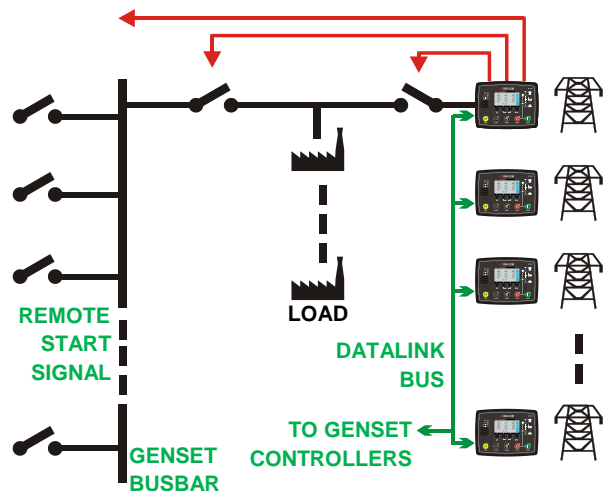 REMOTE
START
SIGNAL
LOAD
DATALINK
BUS
TO GENSET
CONTROLLERS
GENSET
BUSBAR